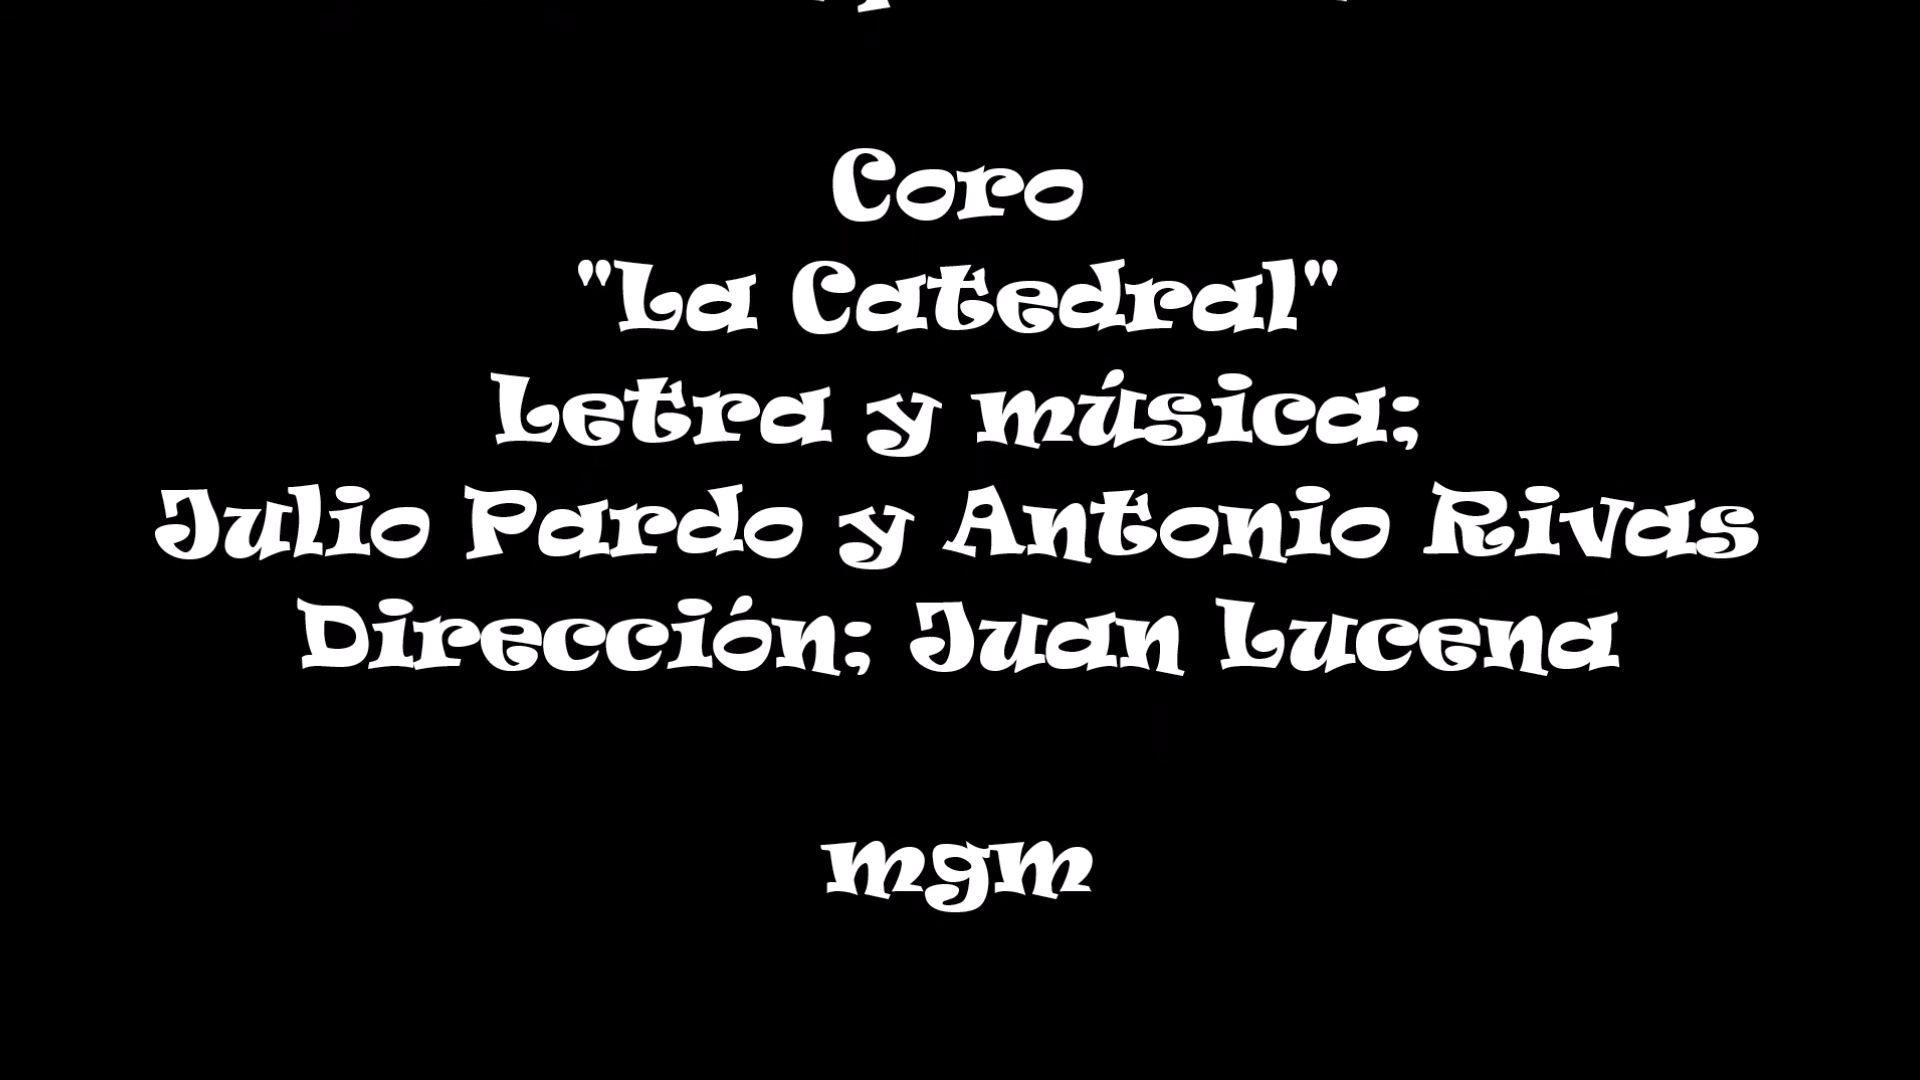 Coro
"La Catedral"
Letra y música;
Julio Pardo y Antonio Rivas
Dirección; Juan Lucena
mgm